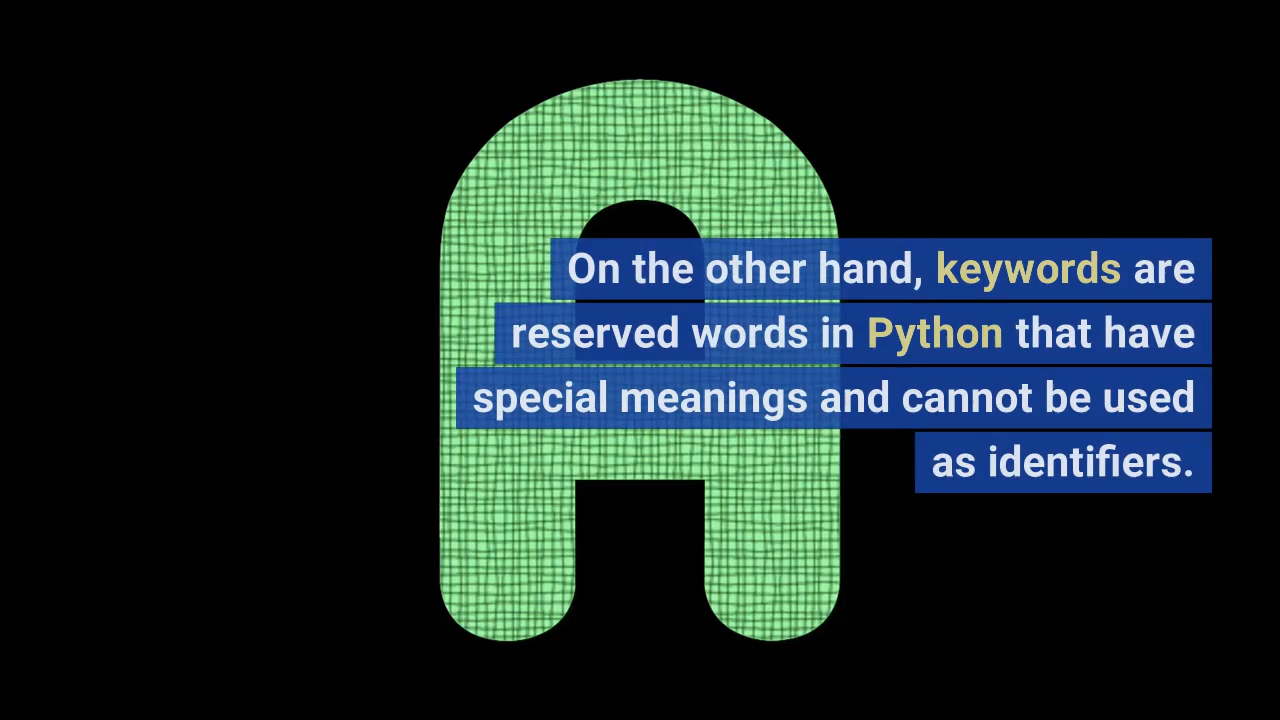 A
On the other hand, keywords are
reserved words in Python that have
special meanings and cannot be used
as identifiers.